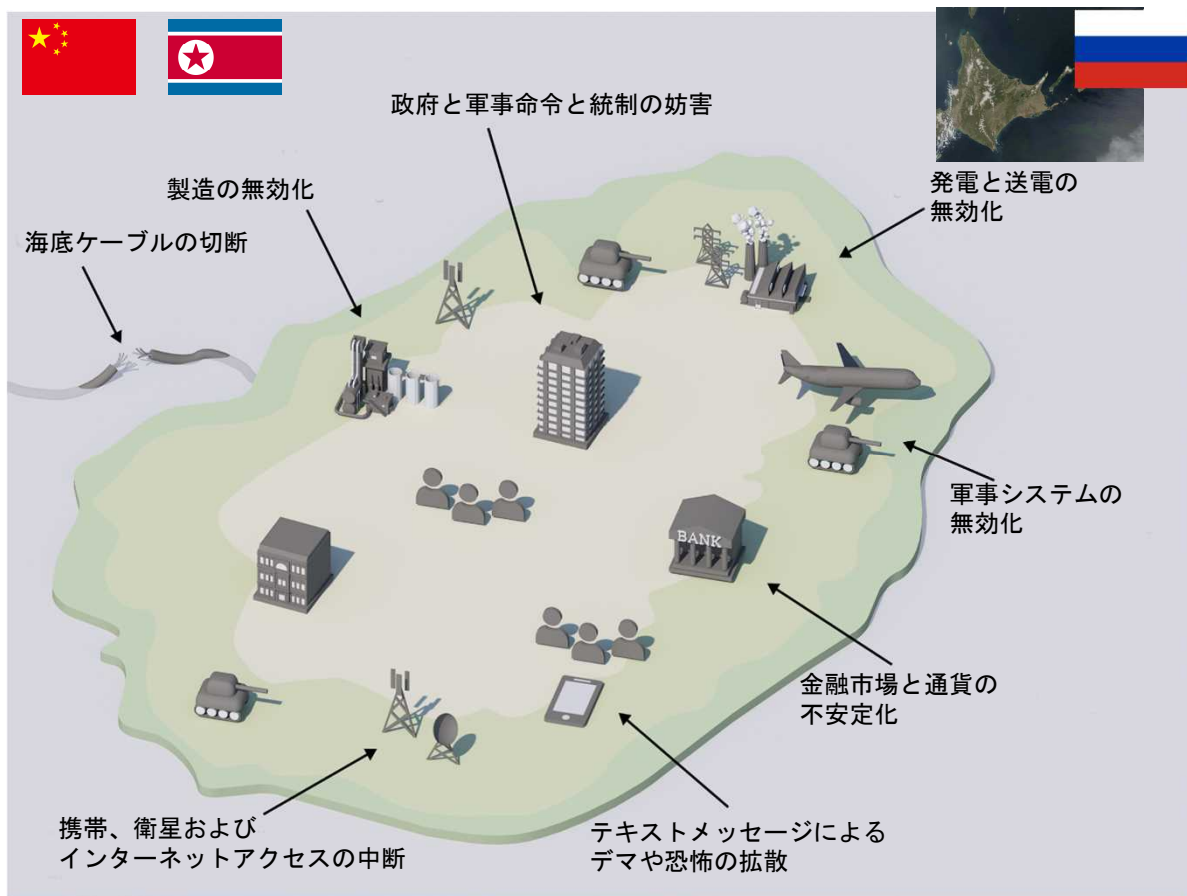 政府と軍事命令と統制の妨害
製造の無効化
海底ケーブルの切断
発電と送電の
無効化
軍事システムの
無効化
BANK
金融市場と通貨の
不安定化
テキストメッセージによる
デマや恐怖の拡散
携帯、衛星および
インターネットアクセスの中断